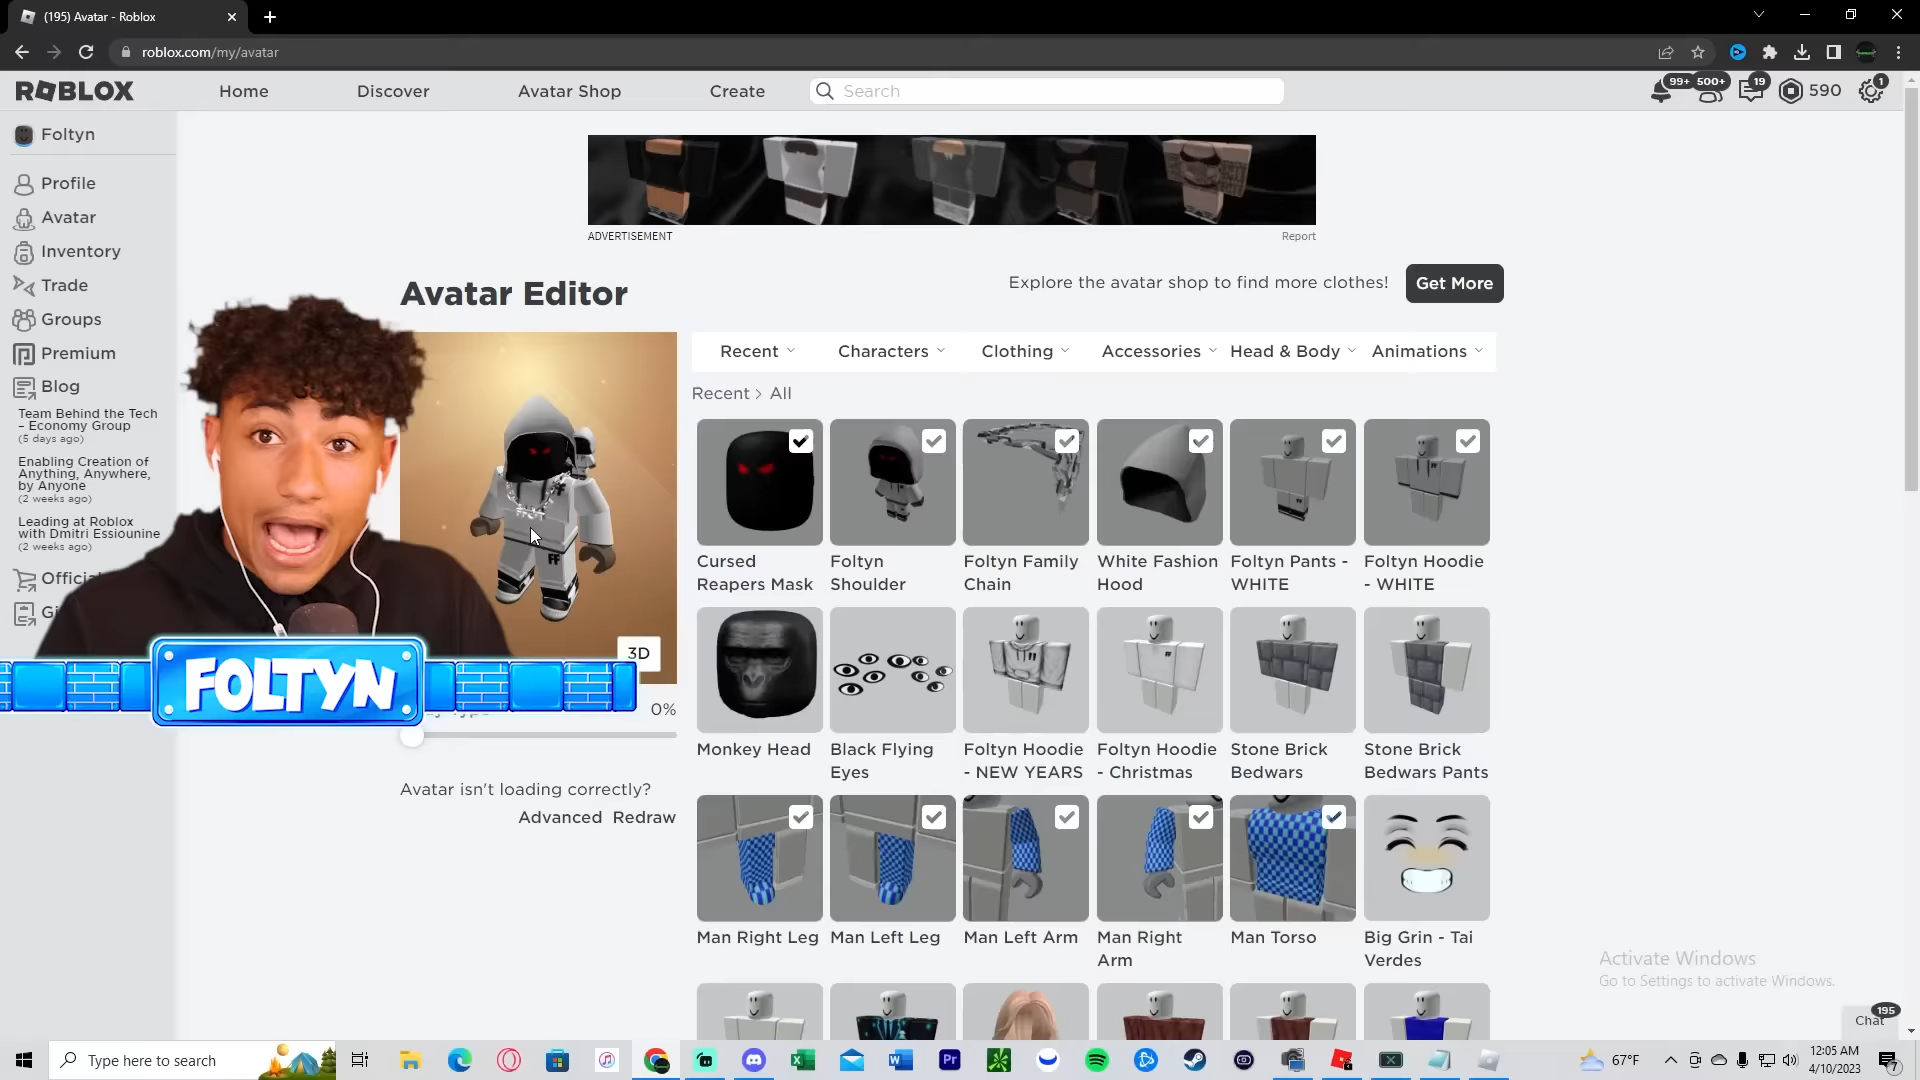 (195) Avatar - Roblox
roblox.com/my/avatar
ROBLOX
Home
Discover
Avatar Shop
Create
Search
99+
500+
19
590
1
Foltyn
Profile
Avatar
Inventory
Trade
Groups
Premium
Blog
Team Behind the Tech
– Economy Group
(5 days ago)
Enabling Creation of
Anything, Anywhere,
by Anyone
(2 weeks ago)
Leading at Roblox
with Dmitri Essiounine
(2 weeks ago)
ADVERTISEMENT
Report
Avatar Editor
Explore the avatar shop to find more clothes!
Get More
Recent
Characters
Clothing
Accessories
Head & Body
Animations
Recent > All
FF
3D
FOLTYN
0%
Avatar isn't loading correctly?
Advanced Redraw
Cursed
Reapers Mask
Foltyn
Shoulder
Foltyn Family
Chain
White Fashion
Hood
Foltyn Pants -
WHITE
Foltyn Hoodie
- WHITE
Monkey Head
Black Flying
Eyes
Foltyn Hoodie
- NEW YEARS
Foltyn Hoodie
- Christmas
Stone Brick
Bedwars
Stone Brick
Bedwars Pants
Man Right Leg
Man Left Leg
Man Left Arm
Man Right
Arm
Man Torso
Big Grin - Tai
Verdes
Activate Windows
Go to Settings to activate Windows.
195
Chat
Type here to search
Pr
67°F
12:05 AM
4/10/2023
7